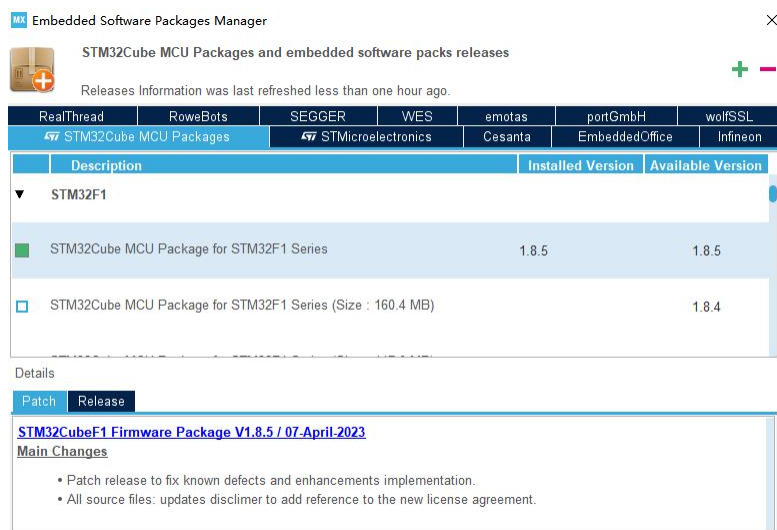 MX Embedded Software Packages Manager
STM32Cube MCU Packages and embedded software packs releases
Releases Information was last refreshed less than one hour ago.
RealThread RoweBots SEGGER WES emotas portGmbH wolfSSL
STM32Cube MCU Packages STMicroelectronics Cesanta EmbeddedOffice Infineon
Description Installed Version Available Version
STM32F1
STM32Cube MCU Package for STM32F1 Series 1.8.5 1.8.5
STM32Cube MCU Package for STM32F1 Series (Size : 160.4 MB) 1.8.4
Details
Patch Release
STM32CubeF1 Firmware Package V1.8.5 / 07-April-2023
Main Changes
• Patch release to fix known defects and enhancements implementation.
• All source files: updates disclimer to add reference to the new license agreement.